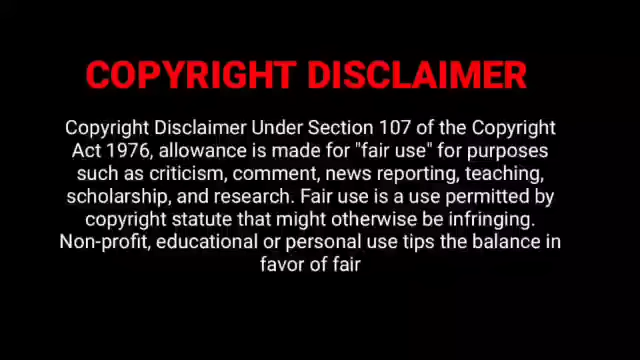 COPYRIGHT DISCLAIMER
Copyright Disclaimer Under Section 107 of the Copyright
Act 1976, allowance is made for "fair use" for purposes
such as criticism, comment, news reporting, teaching,
scholarship, and research. Fair use is a use permitted by
copyright statute that might otherwise be infringing.
Non-profit, educational or personal use tips the balance in
favor of fair